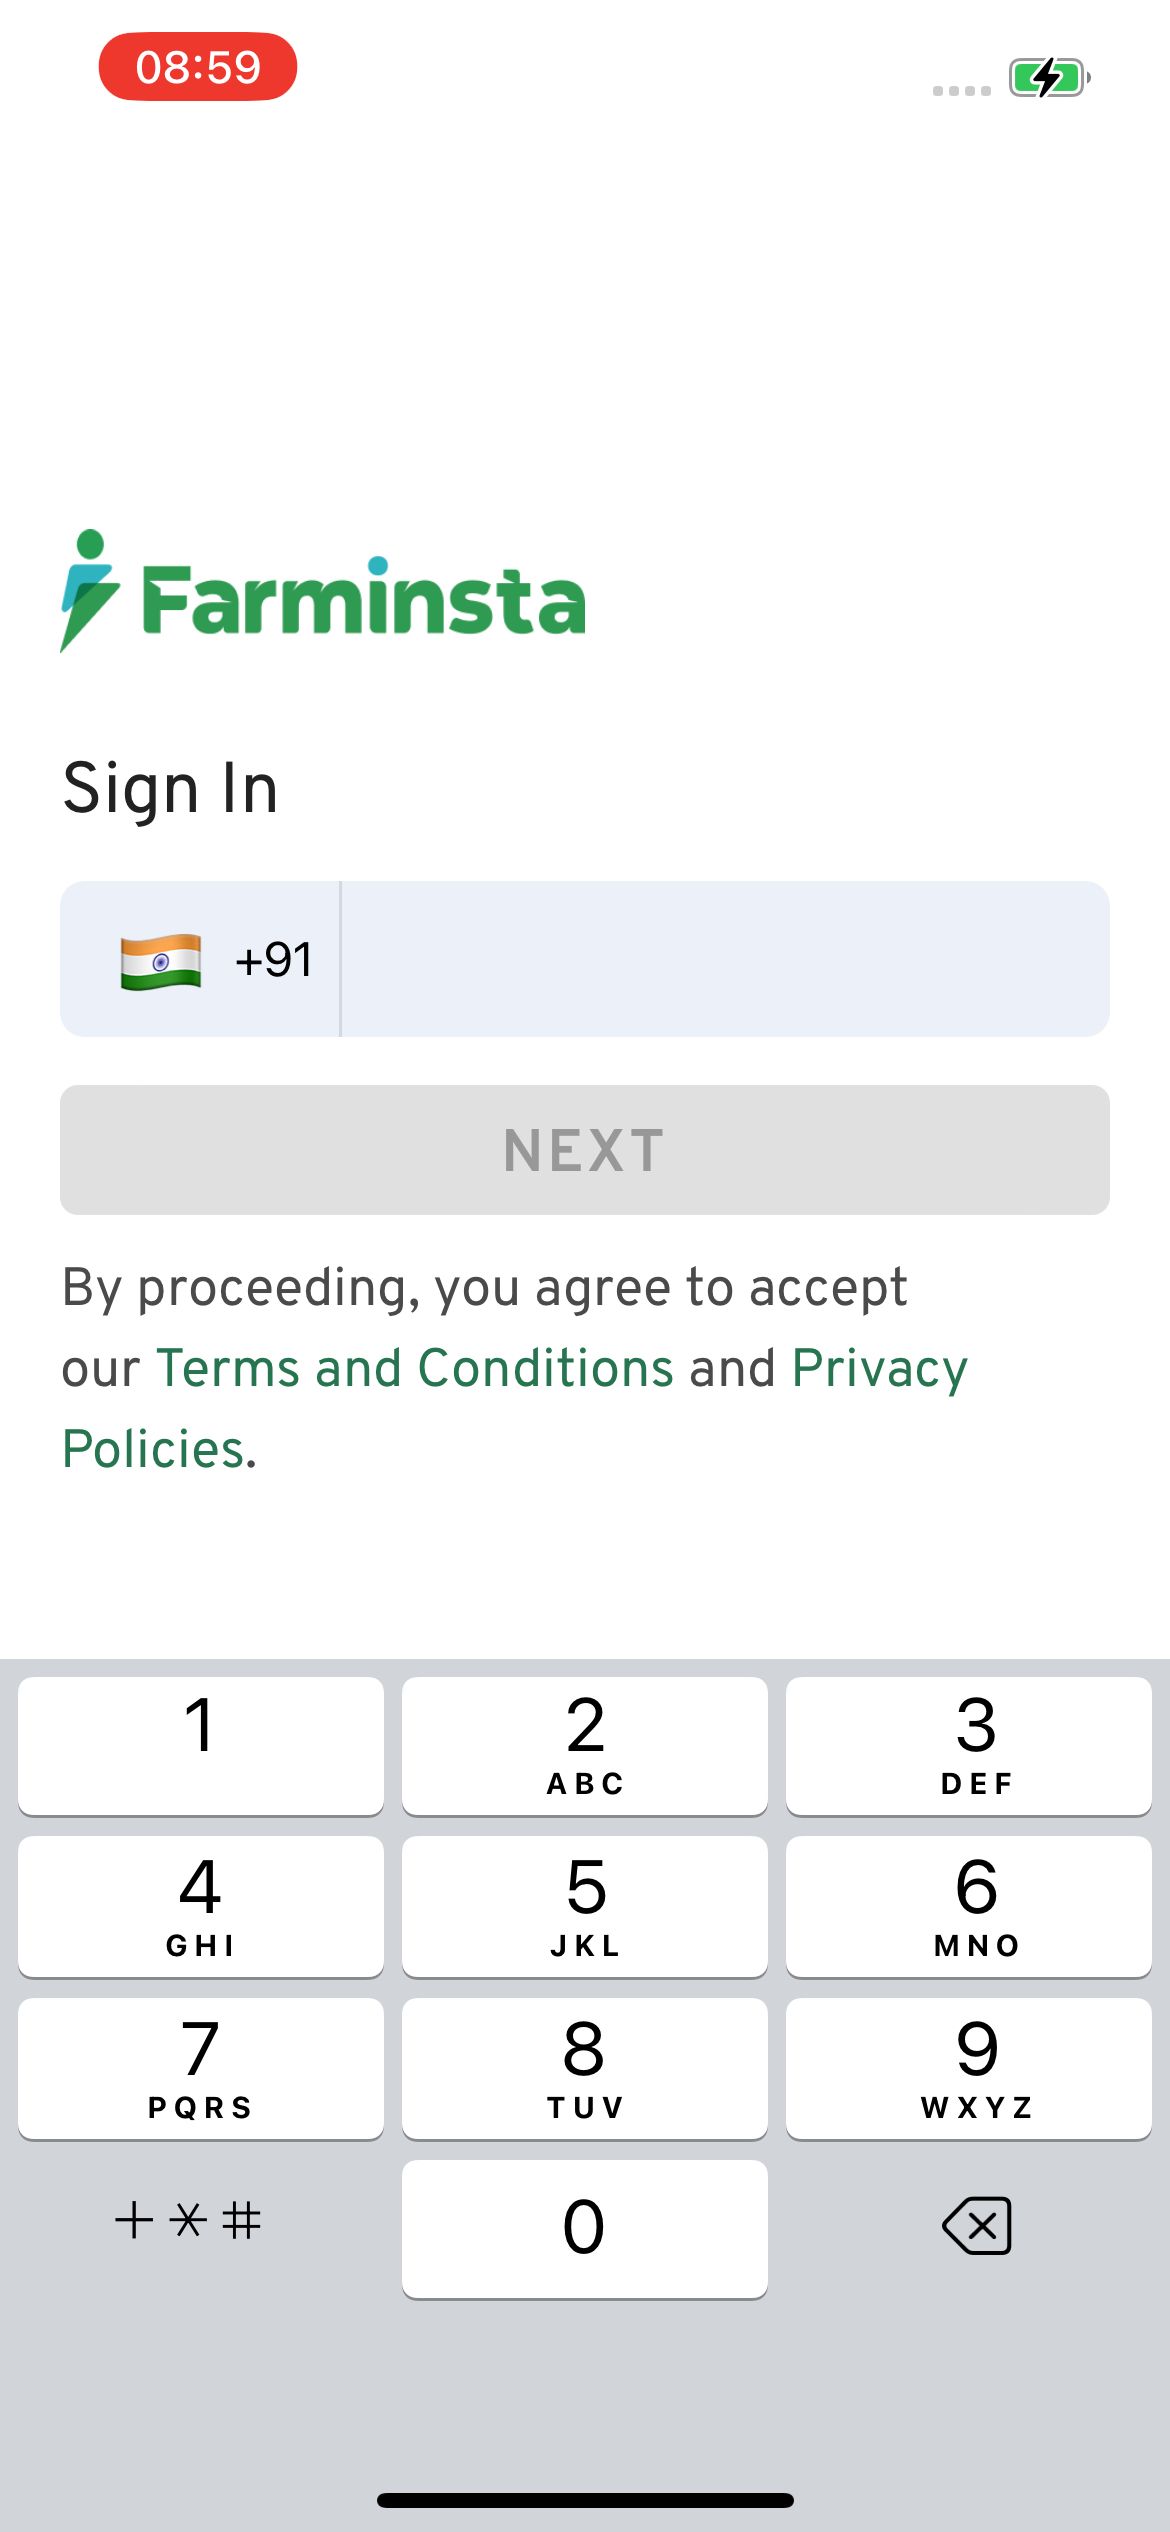 08:59
Farminsta
Sign In
+91
NEXT
By proceeding, you agree to accept
our Terms and Conditions and Privacy
Policies.
1
2
ABC
3
DEF
4
GHI
5
JKL
6
MNO
7
PQRS
8
TUV
9
WXYZ
+*#
0